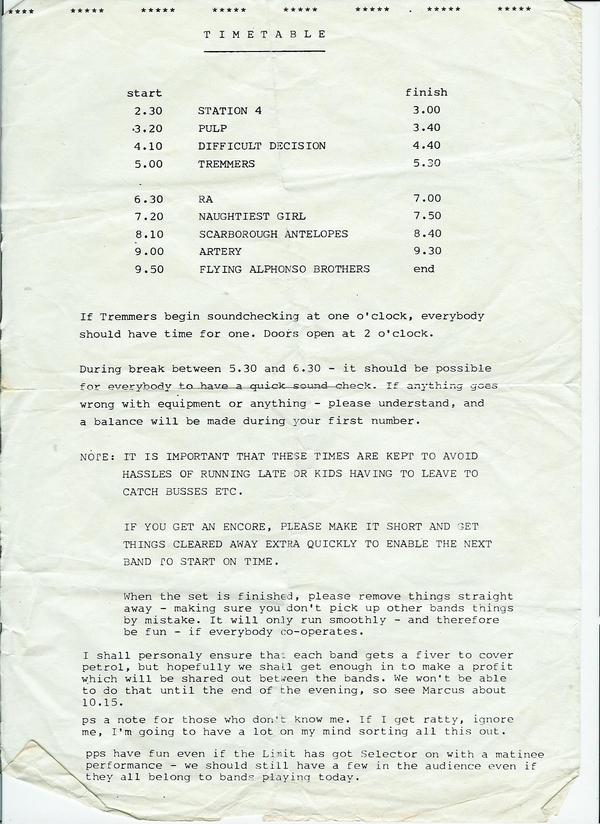 **** ***** ***** ***** ***** ***** . ***** *****
TIMETABLE
start finish
2.30 STATION 4 3.00
3.20 PULP 3.40
4.10 DIFFICULT DECISION 4.40
5.00 TREMMERS 5.30
6.30 RA 7.00
7.20 NAUGHTIEST GIRL 7.50
8.10 SCARBOROUGH ANTELOPES 8.40
9.00 ARTERY 9.30
9.50 FLYING ALPHONSO BROTHERS end
If Tremmers begin soundchecking at one o'clock, everybody
should have time for one. Doors open at 2 o'clock.
During break between 5.30 and 6.30 - it should be possible
for everybody to have a quick sound check. If anything goes
wrong with equipment or anything - please understand, and
a balance will be made during your first number.
NOTE: IT IS IMPORTANT THAT THESE TIMES ARE KEPT TO AVOID
HASSLES OF RUNNING LATE OR KIDS HAVING TO LEAVE TO
CATCH BUSSES ETC.
IF YOU GET AN ENCORE, PLEASE MAKE IT SHORT AND GET
THINGS CLEARED AWAY EXTRA QUICKLY TO ENABLE THE NEXT
BAND TO START ON TIME.
When the set is finished, please remove things straight
away - making sure you don't pick up other bands things
by mistake. It will only run smoothly - and therefore
be fun - if everybody co-operates.
I shall personaly ensure that each band gets a fiver to cover
petrol, but hopefully we shall get enough in to make a profit
which will be shared out between the bands. We won't be able
to do that until the end of the evening, so see Marcus about
10.15.
ps a note for those who don't know me. If I get ratty, ignore
me, I'm going to have a lot on my mind sorting all this out.
pps have fun even if the Limit has got Selector on with a matinee
performance - we should still have a few in the audience even if
they all belong to bands playing today.